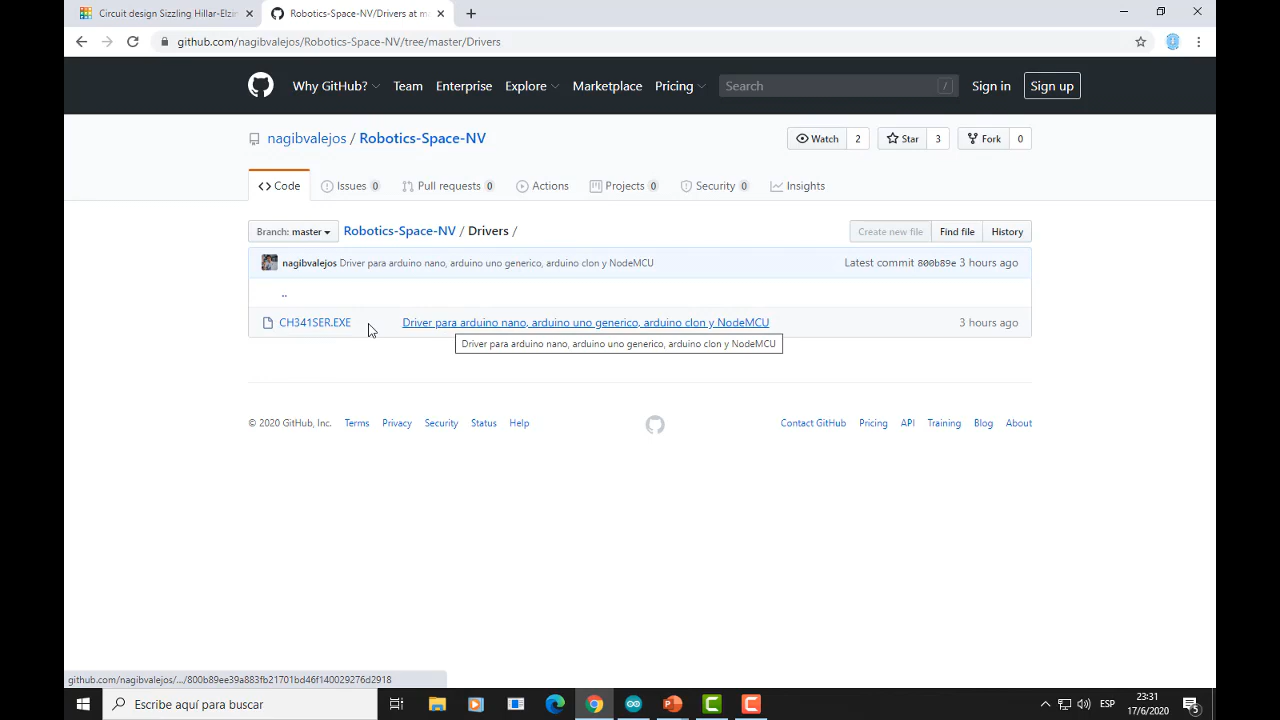 Circuit design Sizzling Hillar-Elzin
Robotics-Space-NV/Drivers at ma
github.com/nagibvalejos/Robotics-Space-NV/tree/master/Drivers
Why GitHub? Team Enterprise Explore Marketplace Pricing Search / Sign in Sign up
nagibvalejos / Robotics-Space-NV
Watch 2 Star 3 Fork 0
Code Issues 0 Pull requests 0 Actions Projects 0 Security 0 Insights
Branch: master Robotics-Space-NV / Drivers /
Create new file Find file History
nagibvalejos Driver para arduino nano, arduino uno generico, arduino clon y NodeMCU
Latest commit 800b89e 3 hours ago
..
CH341SER.EXE Driver para arduino nano, arduino uno generico, arduino clon y NodeMCU 3 hours ago
Driver para arduino nano, arduino uno generico, arduino clon y NodeMCU
© 2020 GitHub, Inc. Terms Privacy Security Status Help
Contact GitHub Pricing API Training Blog About
github.com/nagibvalejos/.../800b89ee39a883fb21701bd46f140029276d2918
Escribe aquí para buscar
ESP
23:31
17/6/2020
5